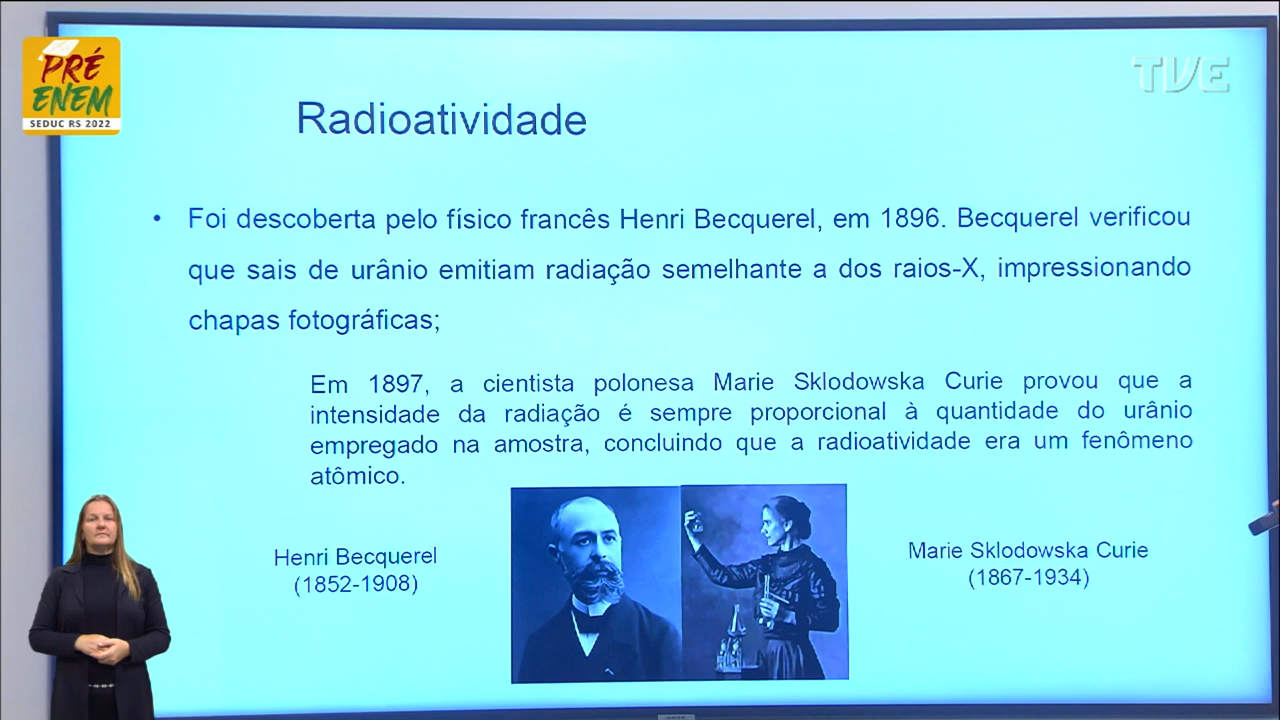 PRÉ
ENEM
SEDUC RS 2022
TVE
Radioatividade
• Foi descoberta pelo físico francês Henri Becquerel, em 1896. Becquerel verificou
que sais de urânio emitiam radiação semelhante a dos raios-X, impressionando
chapas fotográficas;
Em 1897, a cientista polonesa Marie Sklodowska Curie provou que a
intensidade da radiação é sempre proporcional à quantidade do urânio
empregado na amostra, concluindo que a radioatividade era um fenômeno
atômico.
Henri Becquerel
(1852-1908)
Marie Sklodowska Curie
(1867-1934)